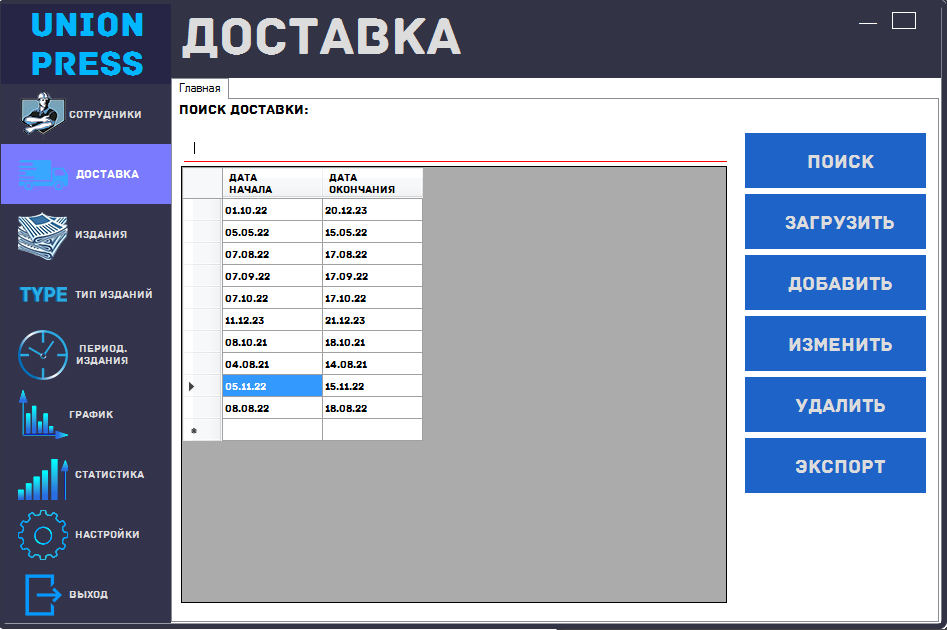 UNION
PRESS
ДОСТАВКА
СОТРУДНИКИ
ДОСТАВКА
ИЗДАНИЯ
TYPE ТИП ИЗДАНИЙ
ПЕРИОД.
ИЗДАНИЯ
ГРАФИК
СТАТИСТИКА
НАСТРОЙКИ
ВЫХОД
Главная
ПОИСК ДОСТАВКИ:
ДАТА НАЧАЛА ДАТА ОКОНЧАНИЯ
01.10.22 20.12.23
05.05.22 15.05.22
07.08.22 17.08.22
07.09.22 17.09.22
07.10.22 17.10.22
11.12.23 21.12.23
08.10.21 18.10.21
04.08.21 14.08.21
05.11.22 15.11.22
08.08.22 18.08.22
ПОИСК
ЗАГРУЗИТЬ
ДОБАВИТЬ
ИЗМЕНИТЬ
УДАЛИТЬ
ЭКСПОРТ